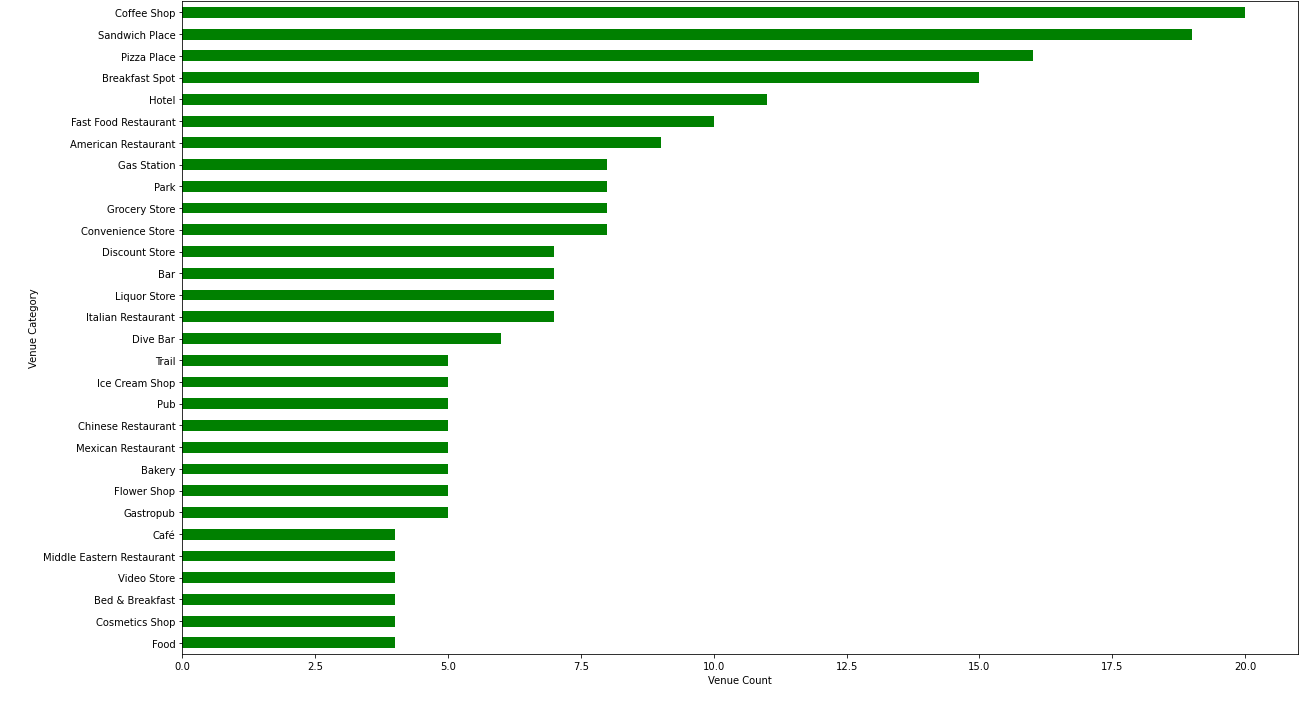 Coffee Shop
Sandwich Place
Pizza Place
Breakfast Spot
Hotel
Fast Food Restaurant
American Restaurant
Gas Station
Park
Grocery Store
Convenience Store
Discount Store
Bar
Liquor Store
Italian Restaurant
Dive Bar
Trail
Ice Cream Shop
Pub
Chinese Restaurant
Mexican Restaurant
Bakery
Flower Shop
Gastropub
Café
Middle Eastern Restaurant
Video Store
Bed & Breakfast
Cosmetics Shop
Food
Venue Category
0.0 2.5 5.0 7.5 10.0 12.5 15.0 17.5 20.0
Venue Count